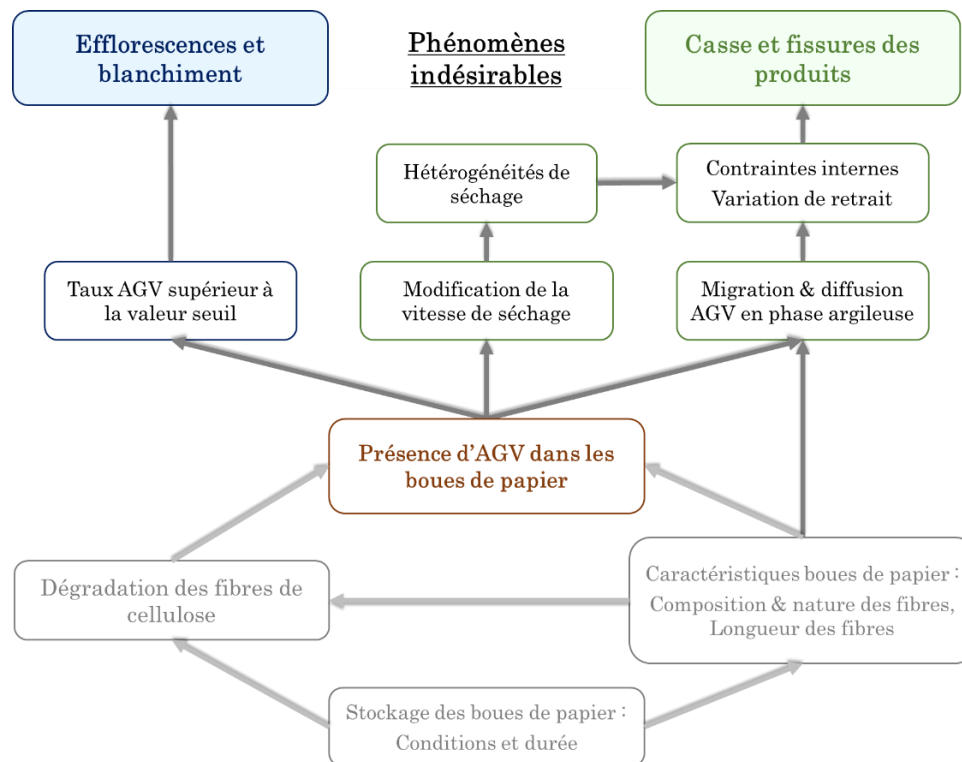 Efflorescences et
blanchiment
Phénomènes
indésirables
Casse et fissures des
produits
Hétérogénéités de
séchage
Contraintes internes
Variation de retrait
Taux AGV supérieur à
la valeur seuil
Modification de la
vitesse de séchage
Migration & diffusion
AGV en phase argileuse
Présence d'AGV dans les
boues de papier
Dégradation des fibres de
cellulose
Caractéristiques boues de papier :
Composition & nature des fibres,
Longueur des fibres
Stockage des boues de papier :
Conditions et durée